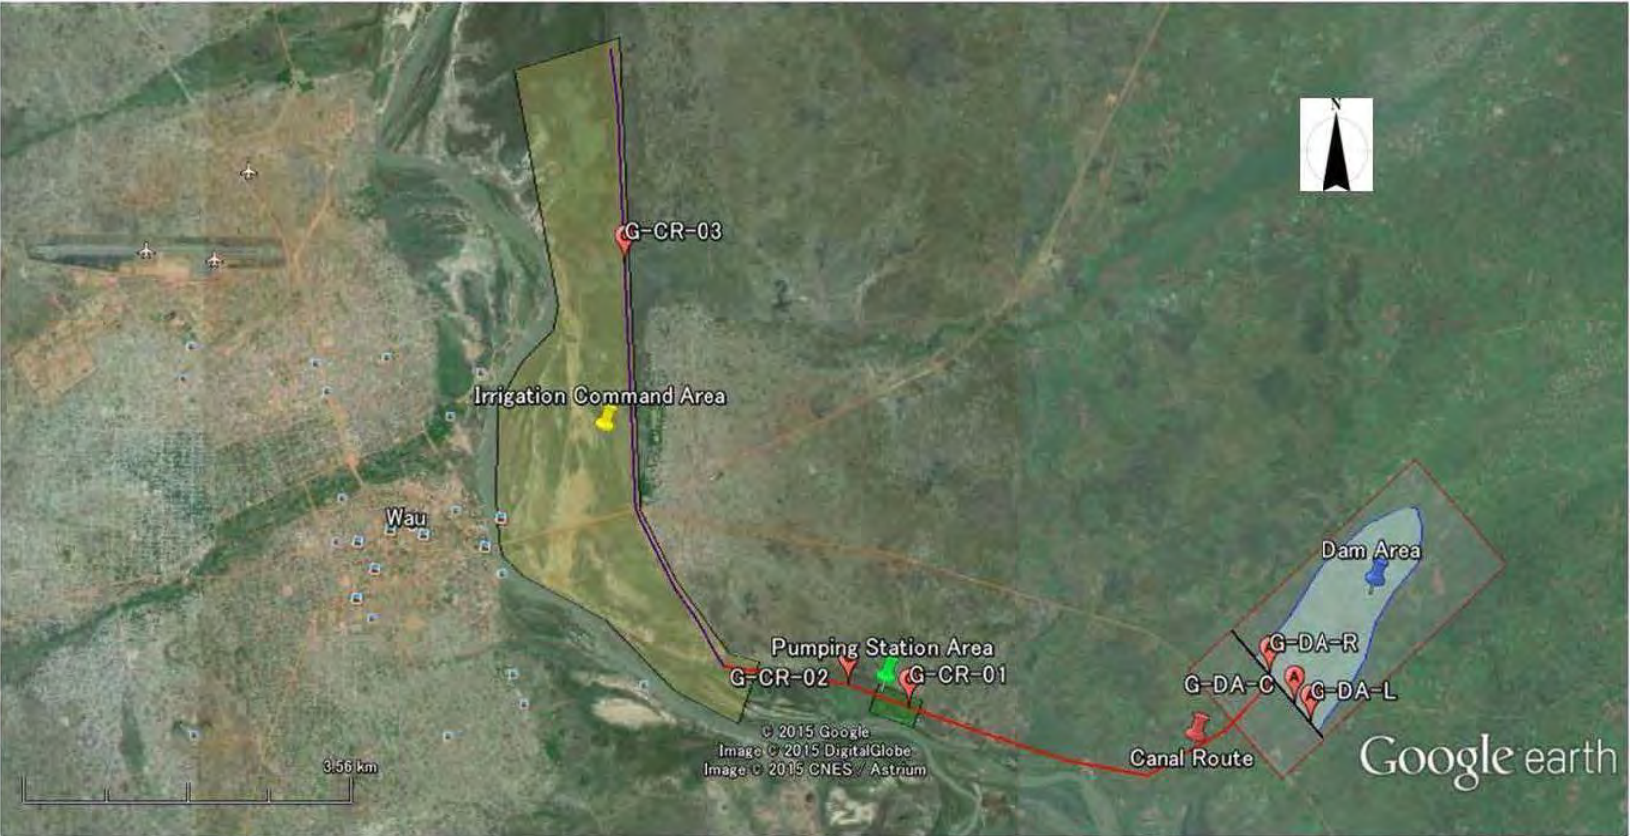 N
G-CR-03
Irrigation Command Area
Wau
Dam Area
Pumping Station Area
G-DA-R
G-CR-02
G-CR-01
G-DA-C
G-DA-L
© 2015 Google
Image © 2015 DigitalGlobe
Image © 2015 CNES / Astrium
Canal Route
Google earth
3.56 km